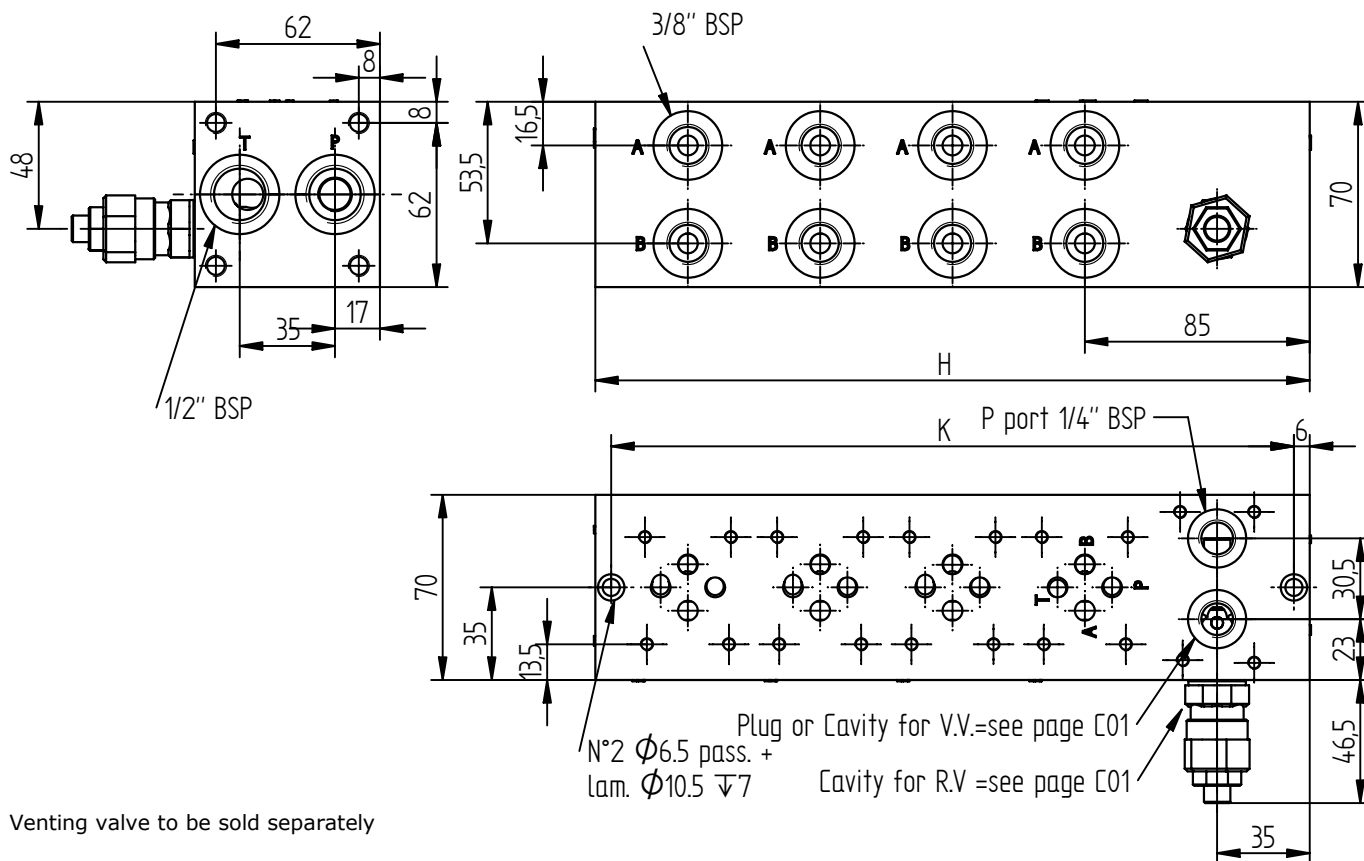 62
8
8
48
T
P
62
17
35
1/2" BSP
3/8" BSP
16,5
53,5
A
A
A
A
B
B
B
B
70
85
H
P port 1/4" BSP
K
6
70
35
13,5
B
T
P
A
30,5
23
46,5
Plug or Cavity for V.V.=see page C01
N°2 Ф6.5 pass. +
lam. Ф10.5 ↧7
Cavity for R.V =see page C01
35
Venting valve to be sold separately